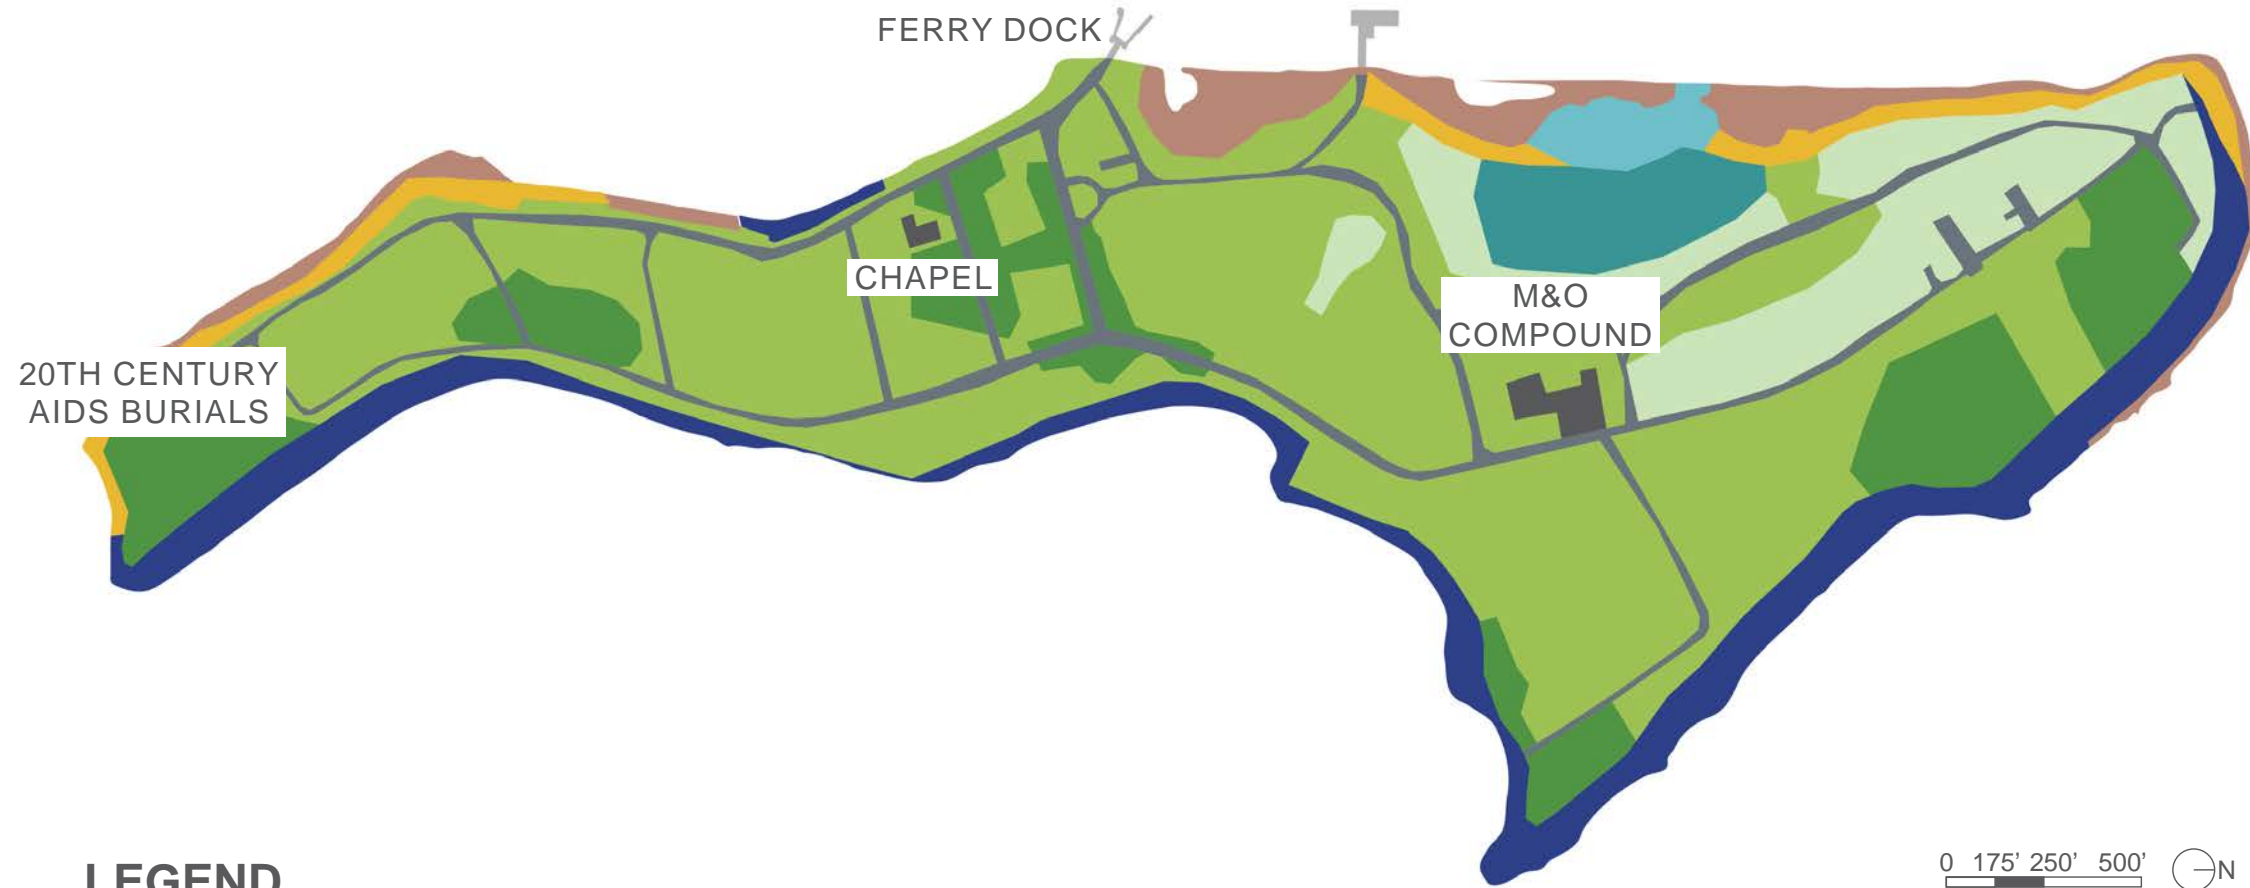 FERRY DOCK
CHAPEL
M&O
COMPOUND
20TH CENTURY
AIDS BURIALS
LEGEND
0 175' 250' 500'
N